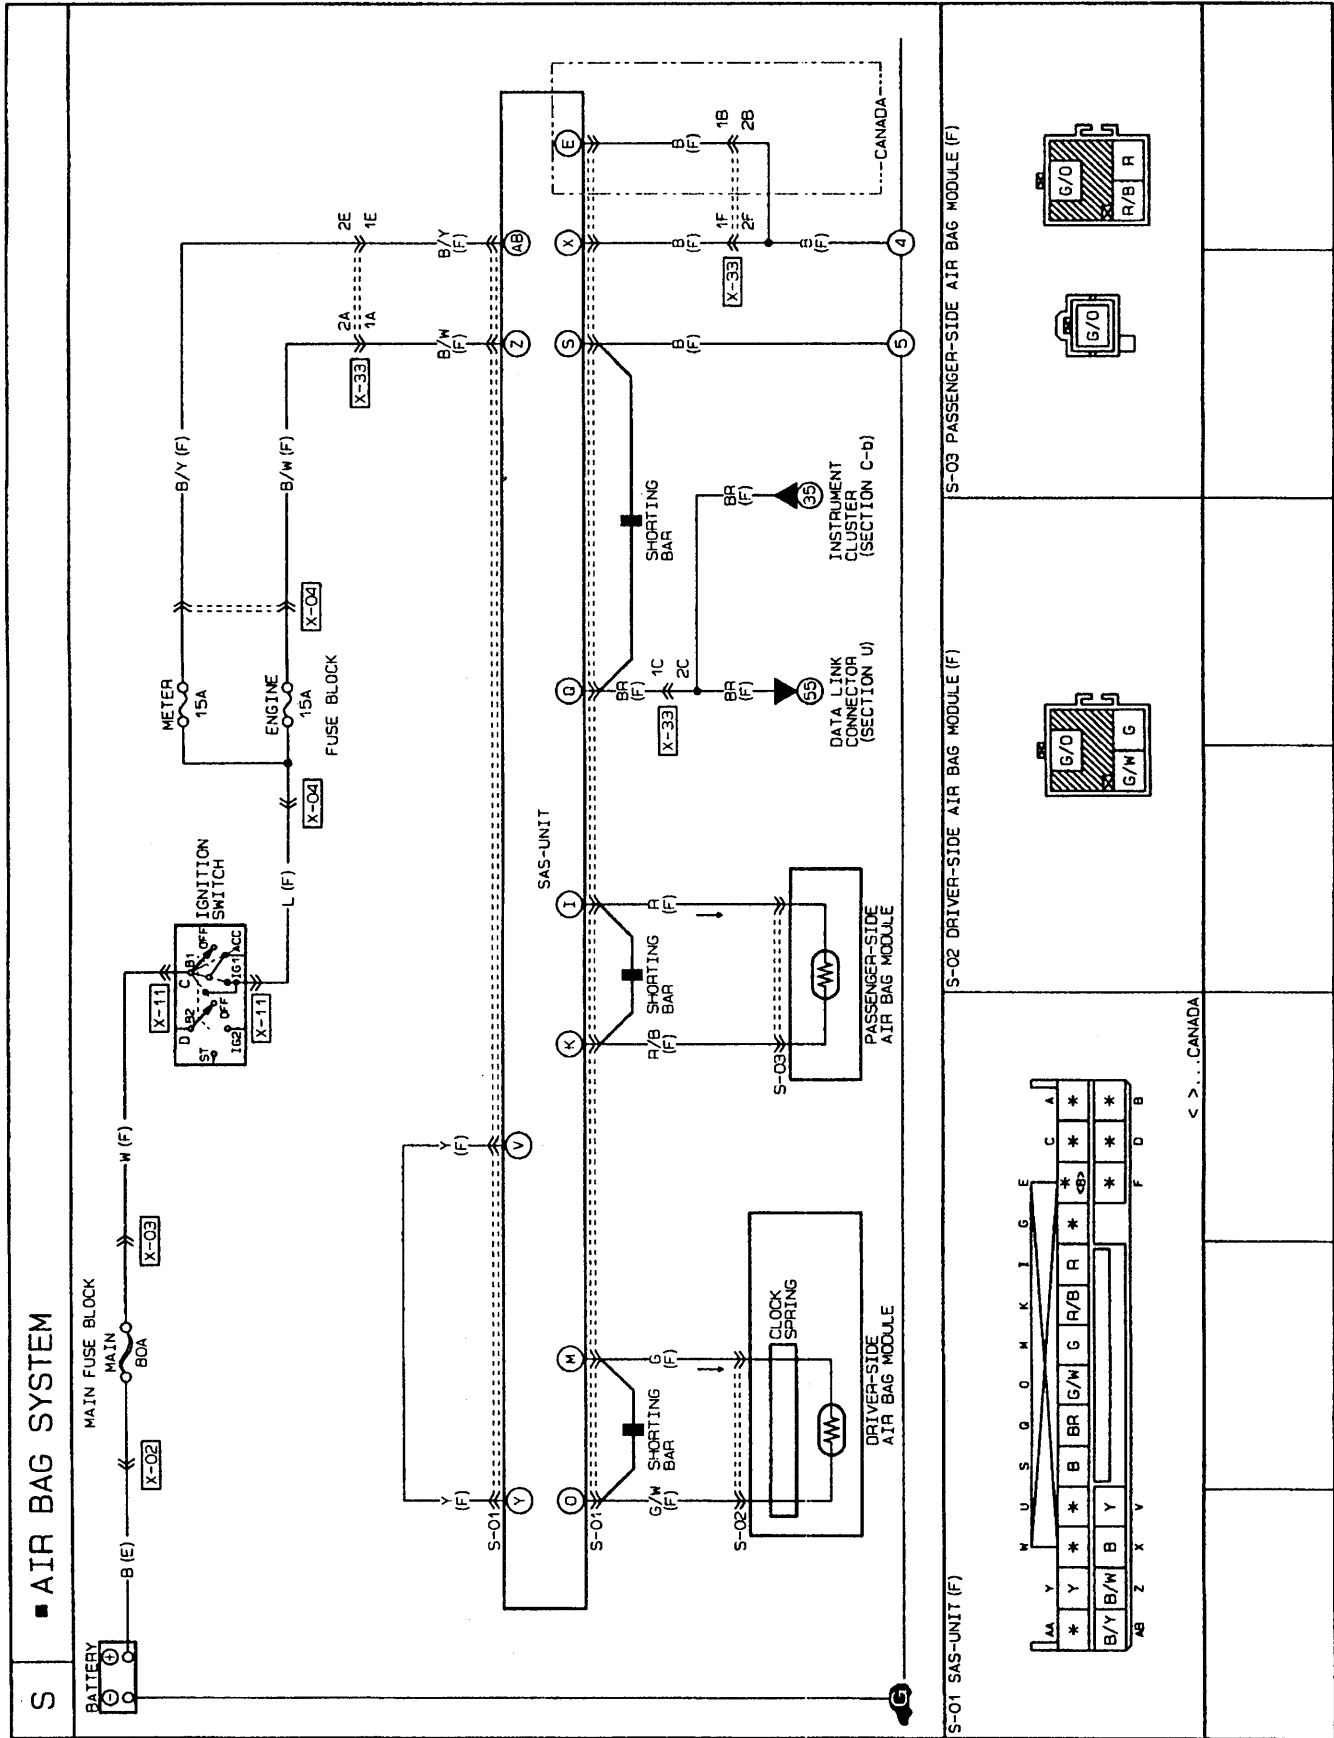 S
■ AIR BAG SYSTEM
BATTERY
B (E)
X-02
MAIN FUSE BLOCK
MAIN
80A
X-03
W (F)
X-11
C
B1
OFF
ACC
IG1
D
B2
OFF
ST
IG2
X-11
IGNITION
SWITCH
L (F)
X-04
METER
15A
ENGINE
15A
FUSE BLOCK
X-04
B/Y (F)
B/W (F)
X-33
2A
1A
2E
1E
B/W
(F)
B/Y
(F)
Y
(F)
Y
(F)
S-01
Y
V
Z
AB
SAS-UNIT
O
M
K
I
Q
S
X
E
S-01
G/W
(F)
SHORTING
BAR
G
(F)
S-02
CLOCK
SPRING
DRIVER-SIDE
AIR BAG MODULE
R/B
(F)
SHORTING
BAR
R
(F)
S-03
PASSENGER-SIDE
AIR BAG MODULE
BR
(F)
1C
2C
X-33
SHORTING
BAR
BR
(F)
55
DATA LINK
CONNECTOR
(SECTION U)
BR
(F)
35
INSTRUMENT
CLUSTER
(SECTION C-b)
B
(F)
5
B
(F)
1F
2F
X-33
B
(F)
4
B
(F)
1B
2B
CANADA
G
S-01 SAS-UNIT (F)
AA Y W U S Q O M K I G E C A
* Y * * B BR G/W G R/B R * * <B> * *
B/Y B/W B Y * * *
AB Z X V F D B
< >...CANADA
S-02 DRIVER-SIDE AIR BAG MODULE (F)
G/O
G/W G
S-03 PASSENGER-SIDE AIR BAG MODULE (F)
G/O
G/O
R/B R